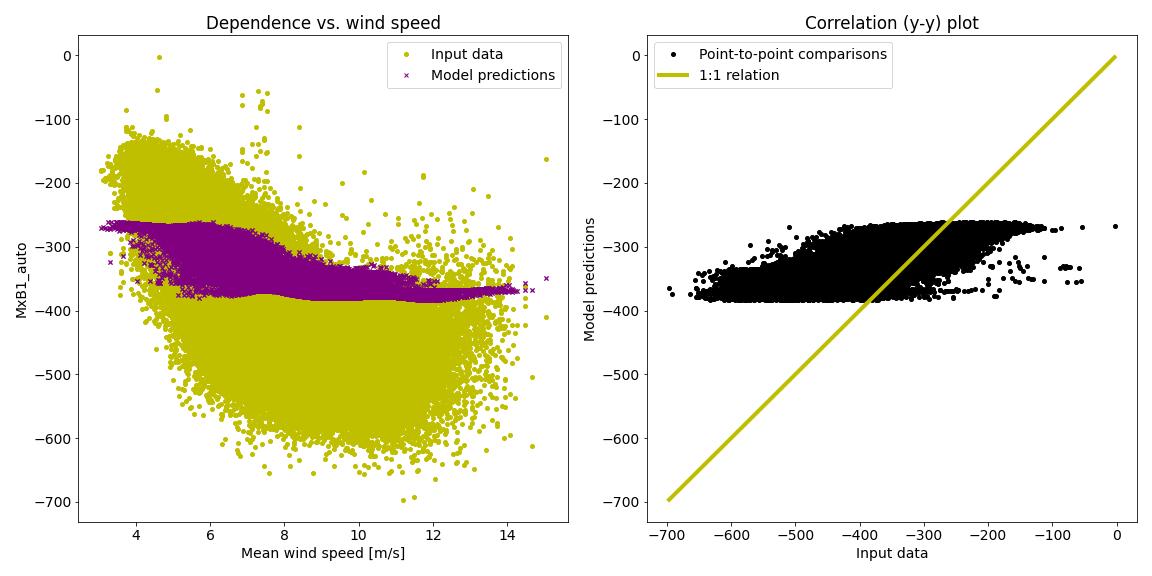 Dependence vs. wind speed
Input data
Model predictions
MxB1_auto
0
−100
−200
−300
−400
−500
−600
−700
4 6 8 10 12 14
Mean wind speed [m/s]
Correlation (y-y) plot
Point-to-point comparisons
1:1 relation
Model predictions
0
−100
−200
−300
−400
−500
−600
−700
−700 −600 −500 −400 −300 −200 −100 0
Input data